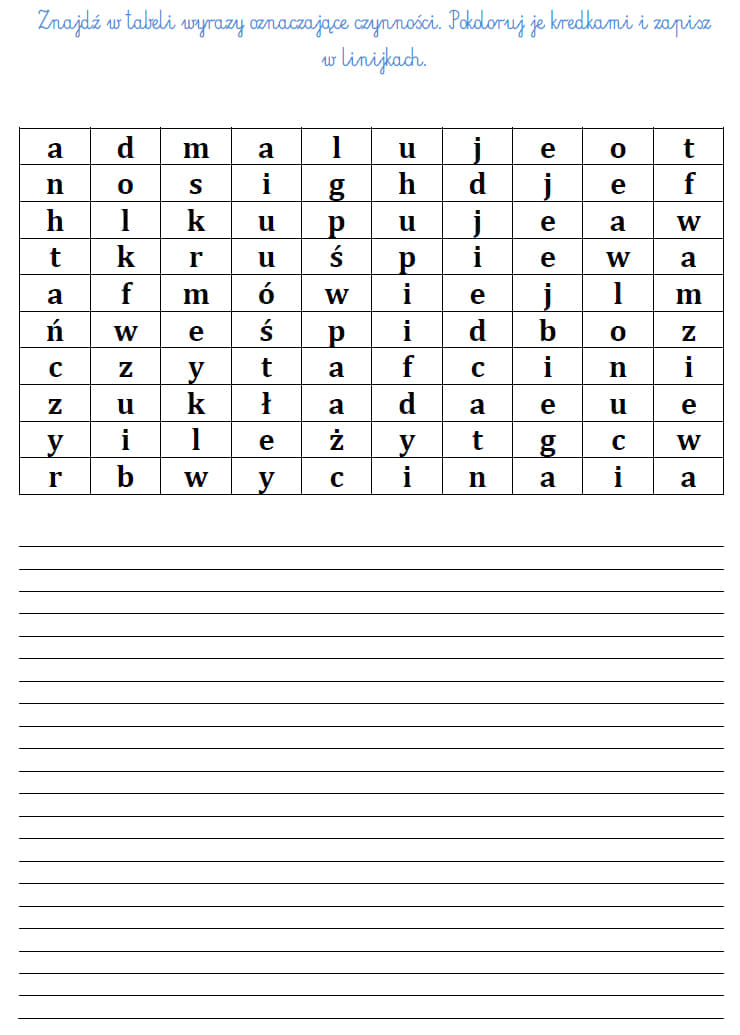 Znajdź w tabeli wyrazy oznaczające czynności. Pokoloruj je kredkami i zapisz
w linijkach.
a d m a l u j e o t
n o s i g h d j e f
h l k u p u j e a w
t k r u ś p i e w a
a f m ó w i e j l m
ń w e ś p i d b o z
c z y t a f c i n i
z u k ł a d a e u e
y i l e ż y t g c w
r b w y c i n a i a